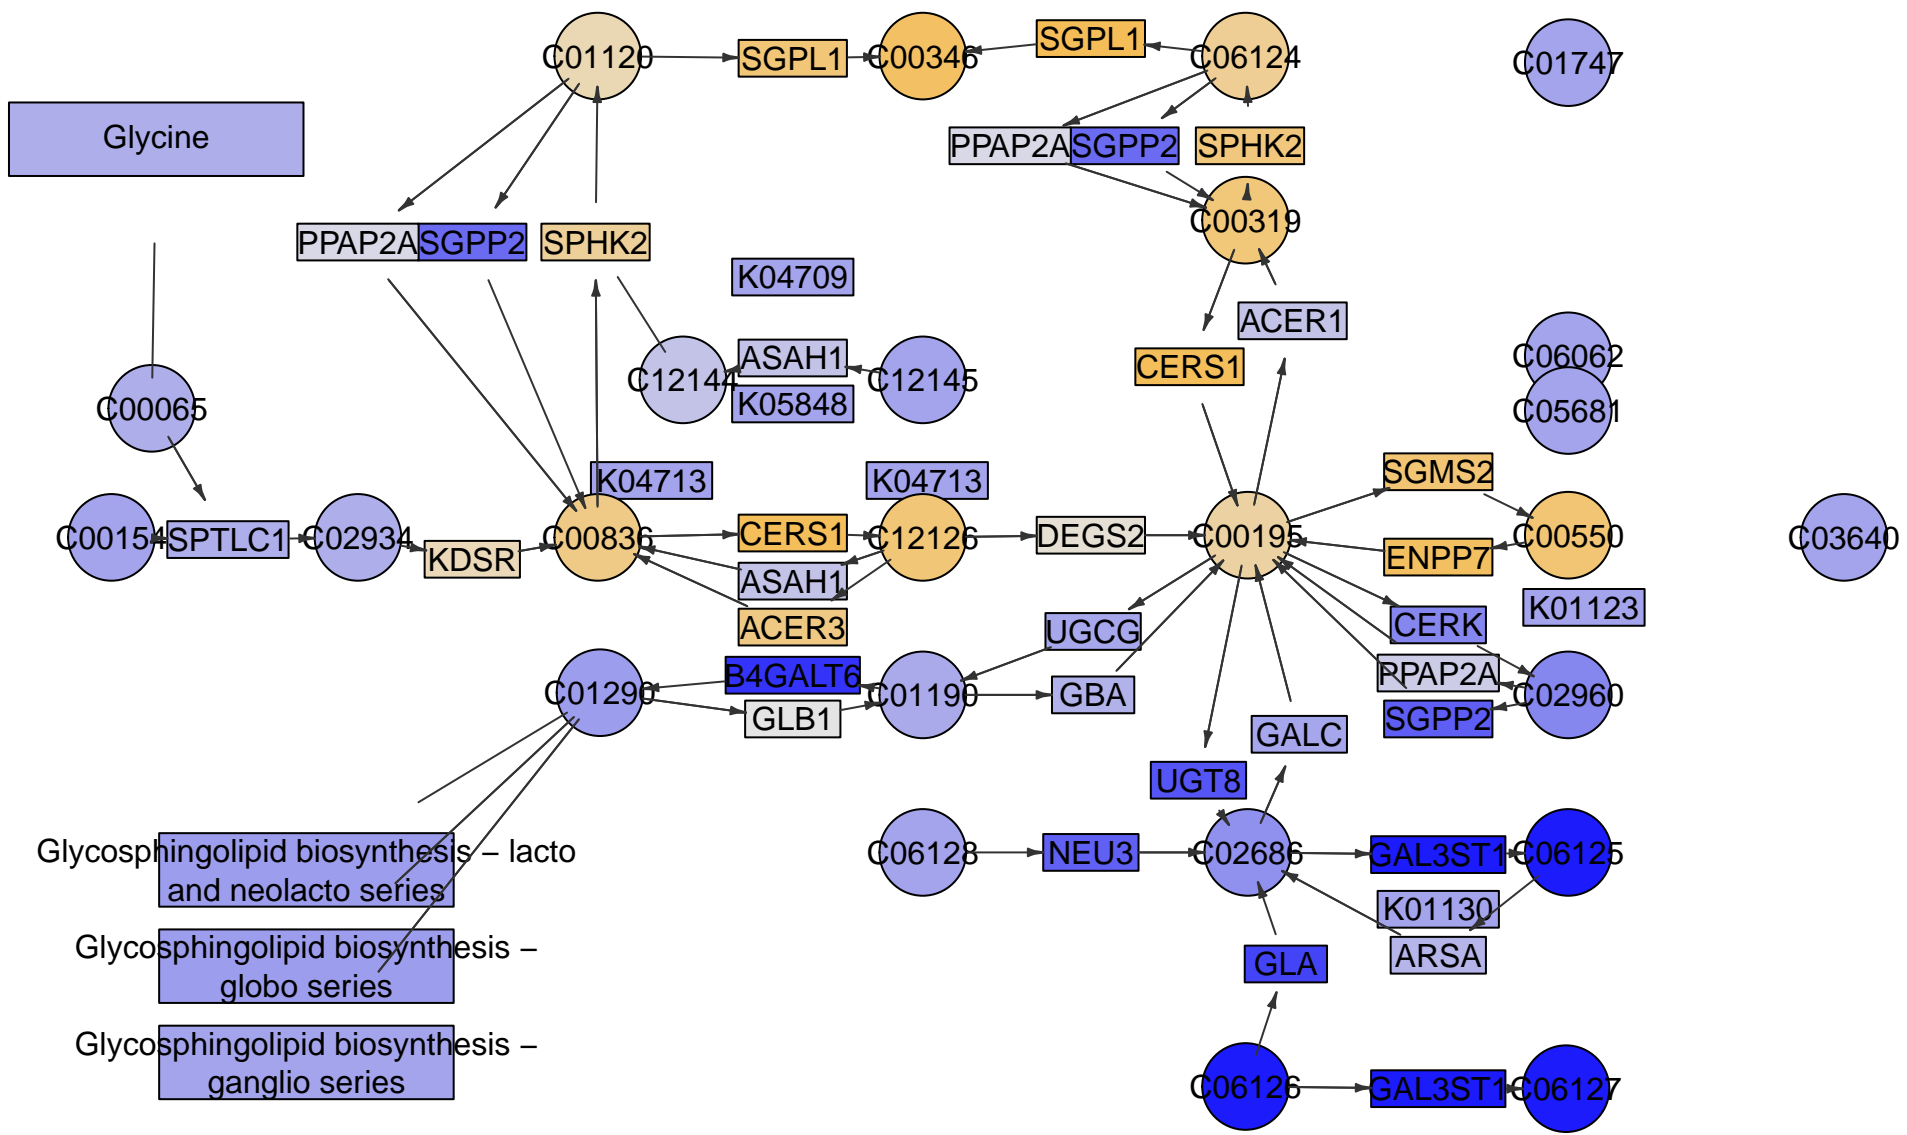 C01120
SGPL1
C00346
SGPL1
C06124
C01747
Glycine
PPAP2A
SGPP2
SPHK2
C00319
PPAP2A
SGPP2
SPHK2
K04709
ACER1
C12144
ASAH1
C12145
CERS1
C06062
K05848
C00065
C05681
K04713
K04713
SGMS2
C00154
SPTLC1
C02934
KDSR
C00836
CERS1
C12126
DEGS2
C00195
C00550
C03640
ENPP7
ASAH1
ACER3
UGCG
CERK
K01123
B4GALT6
PPAP2A
C01290
C01190
GBA
C02960
GLB1
SGPP2
GALC
UGT8
Glycosphingolipid biosynthesis – lacto
and neolacto series
C06128
NEU3
C02686
GAL3ST1
C06125
K01130
Glycosphingolipid biosynthesis –
globo series
GLA
ARSA
Glycosphingolipid biosynthesis –
ganglio series
C06126
GAL3ST1
C06127